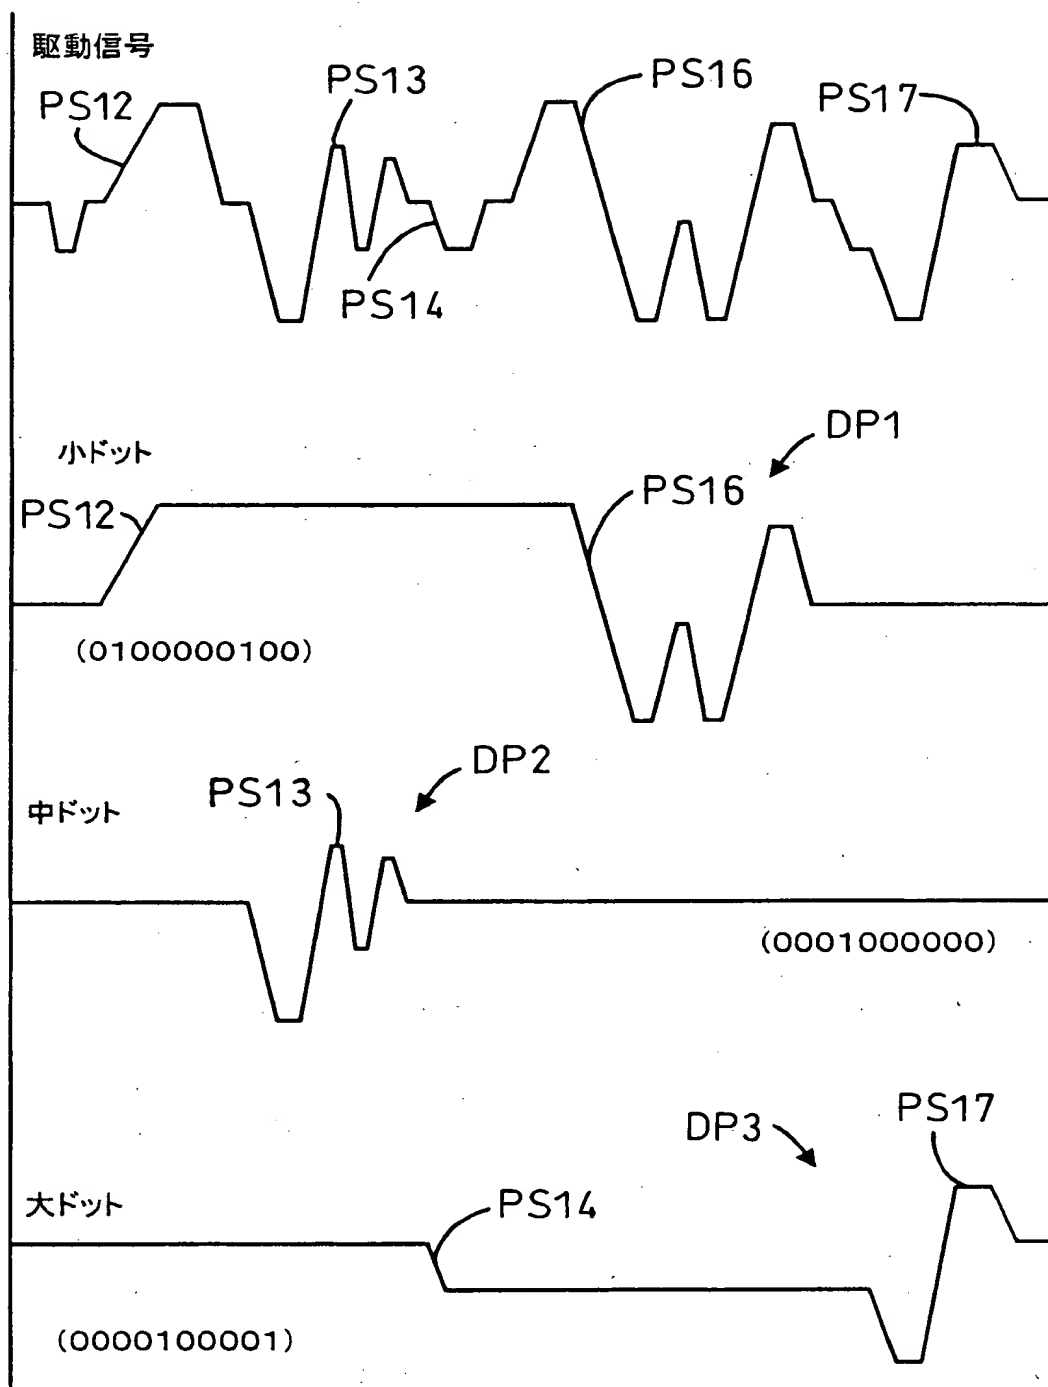 駆動信号
PS12
PS13
PS14
PS16
PS17
小ドット
PS12
PS16
DP1
(0100000100)
中ドット
PS13
DP2
(0001000000)
大ドット
PS14
DP3
PS17
(0000100001)